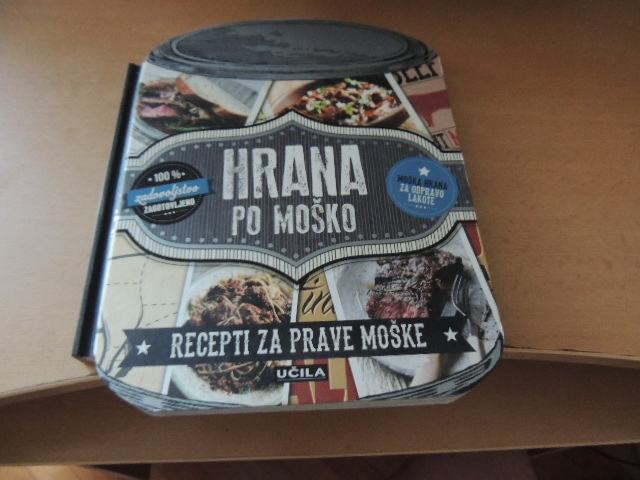 HRANA
PO MOŠKO
100 %
zadovoljstvo
ZAGOTOVLJENO
MOŠKA HRANA
ZA ODPRAVO
LAKOTE
RECEPTI ZA PRAVE MOŠKE
UČILA